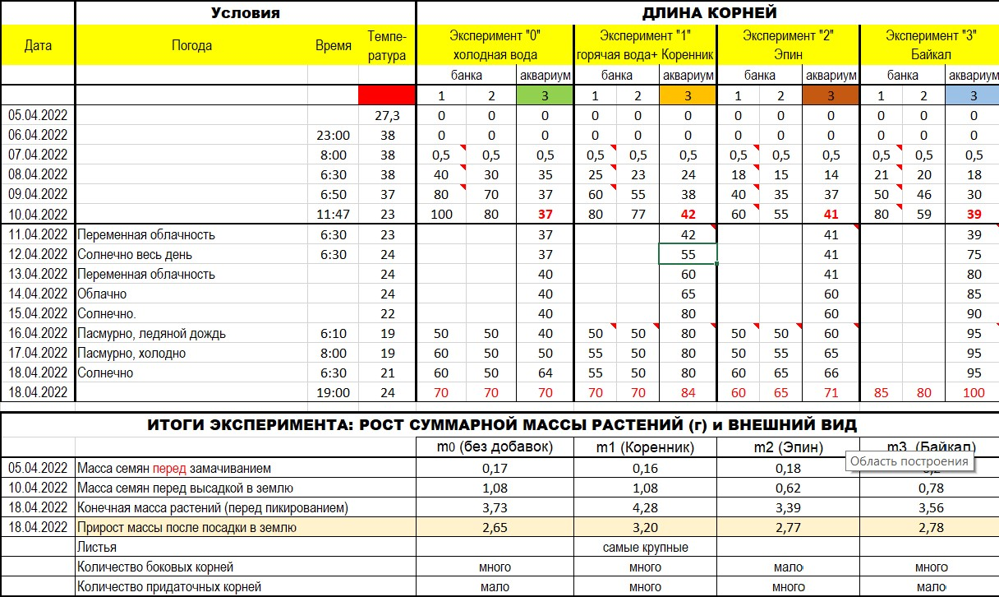 Условия ДЛИНА КОРНЕЙ
Дата Погода Время Темпе-ратура Эксперимент "0" холодная вода Эксперимент "1" горячая вода+ Коренник Эксперимент "2" Эпин Эксперимент "3" Байкал
банка аквариум банка аквариум банка аквариум банка аквариум
1 2 3 1 2 3 1 2 3 1 2 3
05.04.2022 27,3 0 0 0 0 0 0 0 0 0 0 0 0
06.04.2022 23:00 38 0 0 0 0 0 0 0 0 0 0 0 0
07.04.2022 8:00 38 0,5 0,5 0,5 0,5 0,5 0,5 0,5 0,5 0,5 0,5 0,5 0,5
08.04.2022 6:30 38 40 30 35 25 23 24 18 15 14 21 20 18
09.04.2022 6:50 37 80 70 37 60 55 38 40 35 37 50 46 30
10.04.2022 11:47 23 100 80 37 80 77 42 60 55 41 80 59 39
11.04.2022 Переменная облачность 6:30 23 37 42 41 39
12.04.2022 Солнечно весь день 6:30 24 37 55 41 75
13.04.2022 Переменная облачность 24 40 60 41 80
14.04.2022 Облачно 24 40 65 60 85
15.04.2022 Солнечно. 22 40 80 60 90
16.04.2022 Пасмурно, ледяной дождь 6:10 19 50 50 40 50 50 80 50 50 60 95
17.04.2022 Пасмурно, холодно 8:00 19 60 50 50 55 50 80 50 55 65 95
18.04.2022 Солнечно 6:30 21 60 50 64 55 50 80 60 65 66 95
18.04.2022 19:00 24 70 70 70 70 70 84 60 65 71 85 80 100
ИТОГИ ЭКСПЕРИМЕНТА: РОСТ СУММАРНОЙ МАССЫ РАСТЕНИЙ (г) и ВНЕШНИЙ ВИД
m0 (без добавок) m1 (Коренник) m2 (Эпин) m3 (Байкал)
Область построения
05.04.2022 Масса семян перед замачиванием 0,17 0,16 0,18
10.04.2022 Масса семян перед высадкой в землю 1,08 1,08 0,62 0,78
18.04.2022 Конечная масса растений (перед пикированием) 3,73 4,28 3,39 3,56
18.04.2022 Прирост массы после посадки в землю 2,65 3,20 2,77 2,78
Листья самые крупные
Количество боковых корней много много мало много
Количество придаточных корней мало много много мало